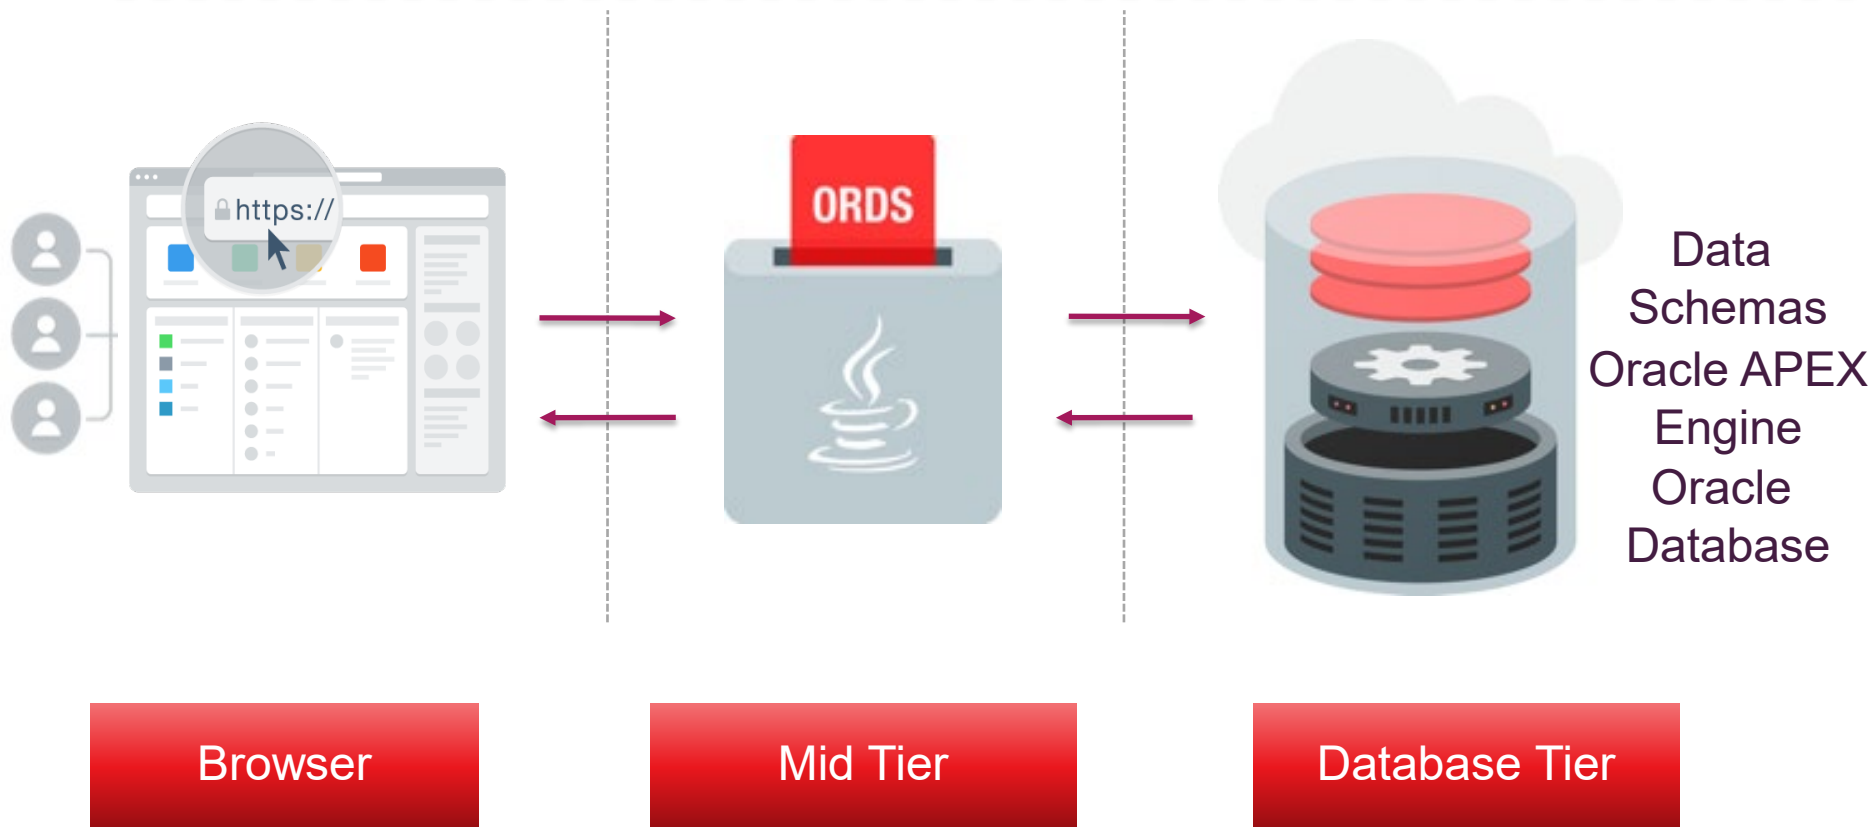 https://
ORDS
Data
Schemas
Oracle APEX
Engine
Oracle
Database
Browser
Mid Tier
Database Tier